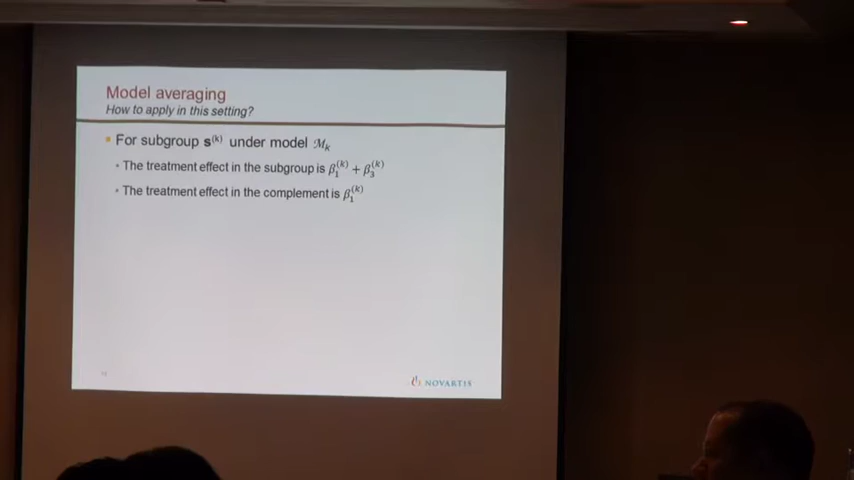 Model averaging
How to apply in this setting?
For subgroup s⁽ᵏ⁾ under model ℳₖ
The treatment effect in the subgroup is β₁⁽ᵏ⁾ + β₃⁽ᵏ⁾
The treatment effect in the complement is β₁⁽ᵏ⁾
NOVARTIS